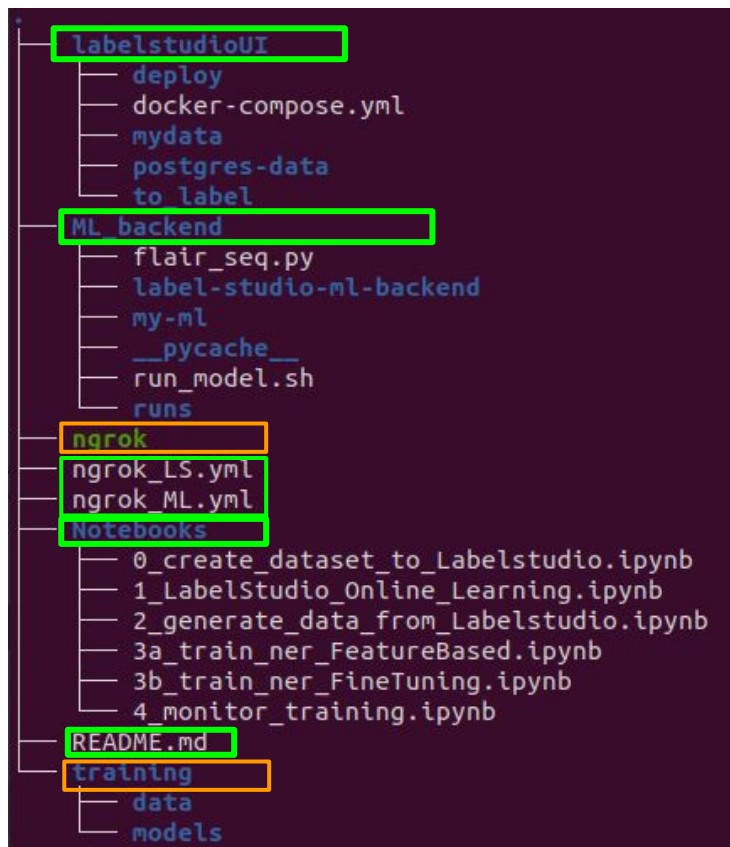 .
labelstudioUI
deploy
docker-compose.yml
mydata
postgres-data
to_label
ML_backend
flair_seq.py
label-studio-ml-backend
my-ml
__pycache__
run_model.sh
runs
ngrok
ngrok_LS.yml
ngrok_ML.yml
Notebooks
0_create_dataset_to_Labelstudio.ipynb
1_LabelStudio_Online_Learning.ipynb
2_generate_data_from_Labelstudio.ipynb
3a_train_ner_FeatureBased.ipynb
3b_train_ner_FineTuning.ipynb
4_monitor_training.ipynb
README.md
training
data
models